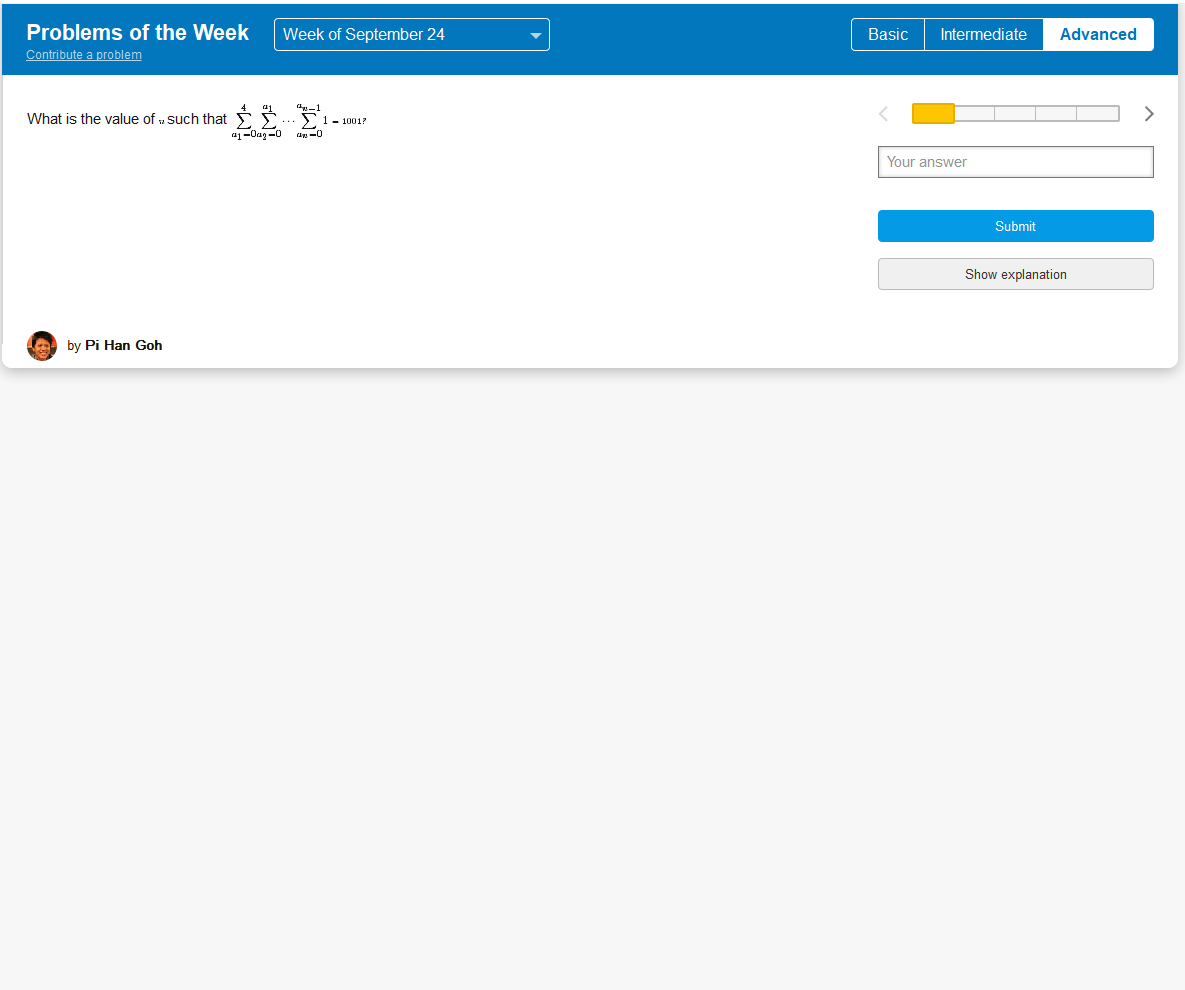 Problems of the Week
Contribute a problem
Week of September 24
Basic Intermediate Advanced
What is the value of n such that \sum_{a_1=0}^{4} \sum_{a_2=0}^{a_1} \cdots \sum_{a_n=0}^{a_{n-1}} 1 = 1001?
Your answer
Submit
Show explanation
by Pi Han Goh